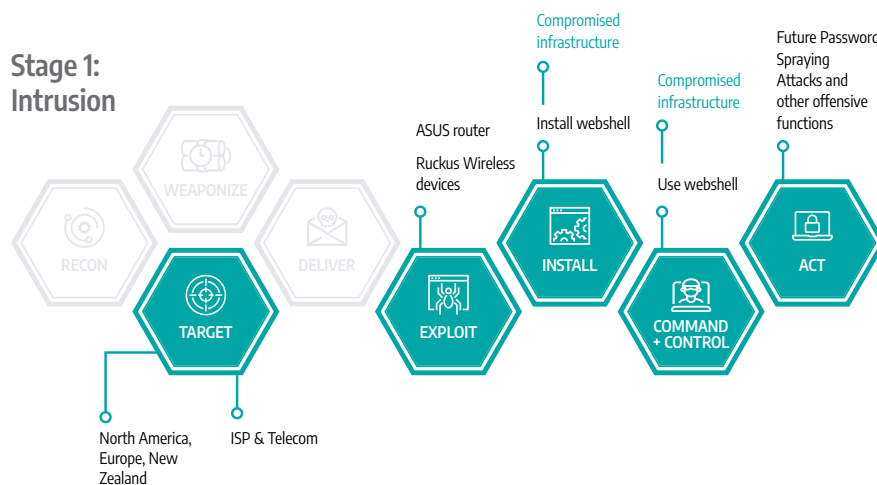 Stage 1:
Intrusion
RECON
WEAPONIZE
TARGET
DELIVER
North America,
Europe, New
Zealand
ISP & Telecom
ASUS router
Ruckus Wireless
devices
EXPLOIT
Compromised
infrastructure
Install webshell
INSTALL
Compromised
infrastructure
Use webshell
COMMAND
+ CONTROL
Future Password
Spraying
Attacks and
other offensive
functions
ACT